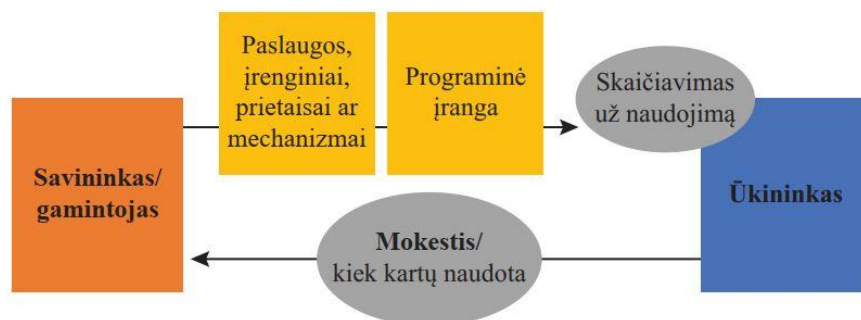 Paslaugos,
įrenginiai,
prietaisai ar
mechanizmai
Programinė
įranga
Skaičiavimas
už naudojimą
Savininkas/
gamintojas
Ūkininkas
Mokestis/
kiek kartų naudota